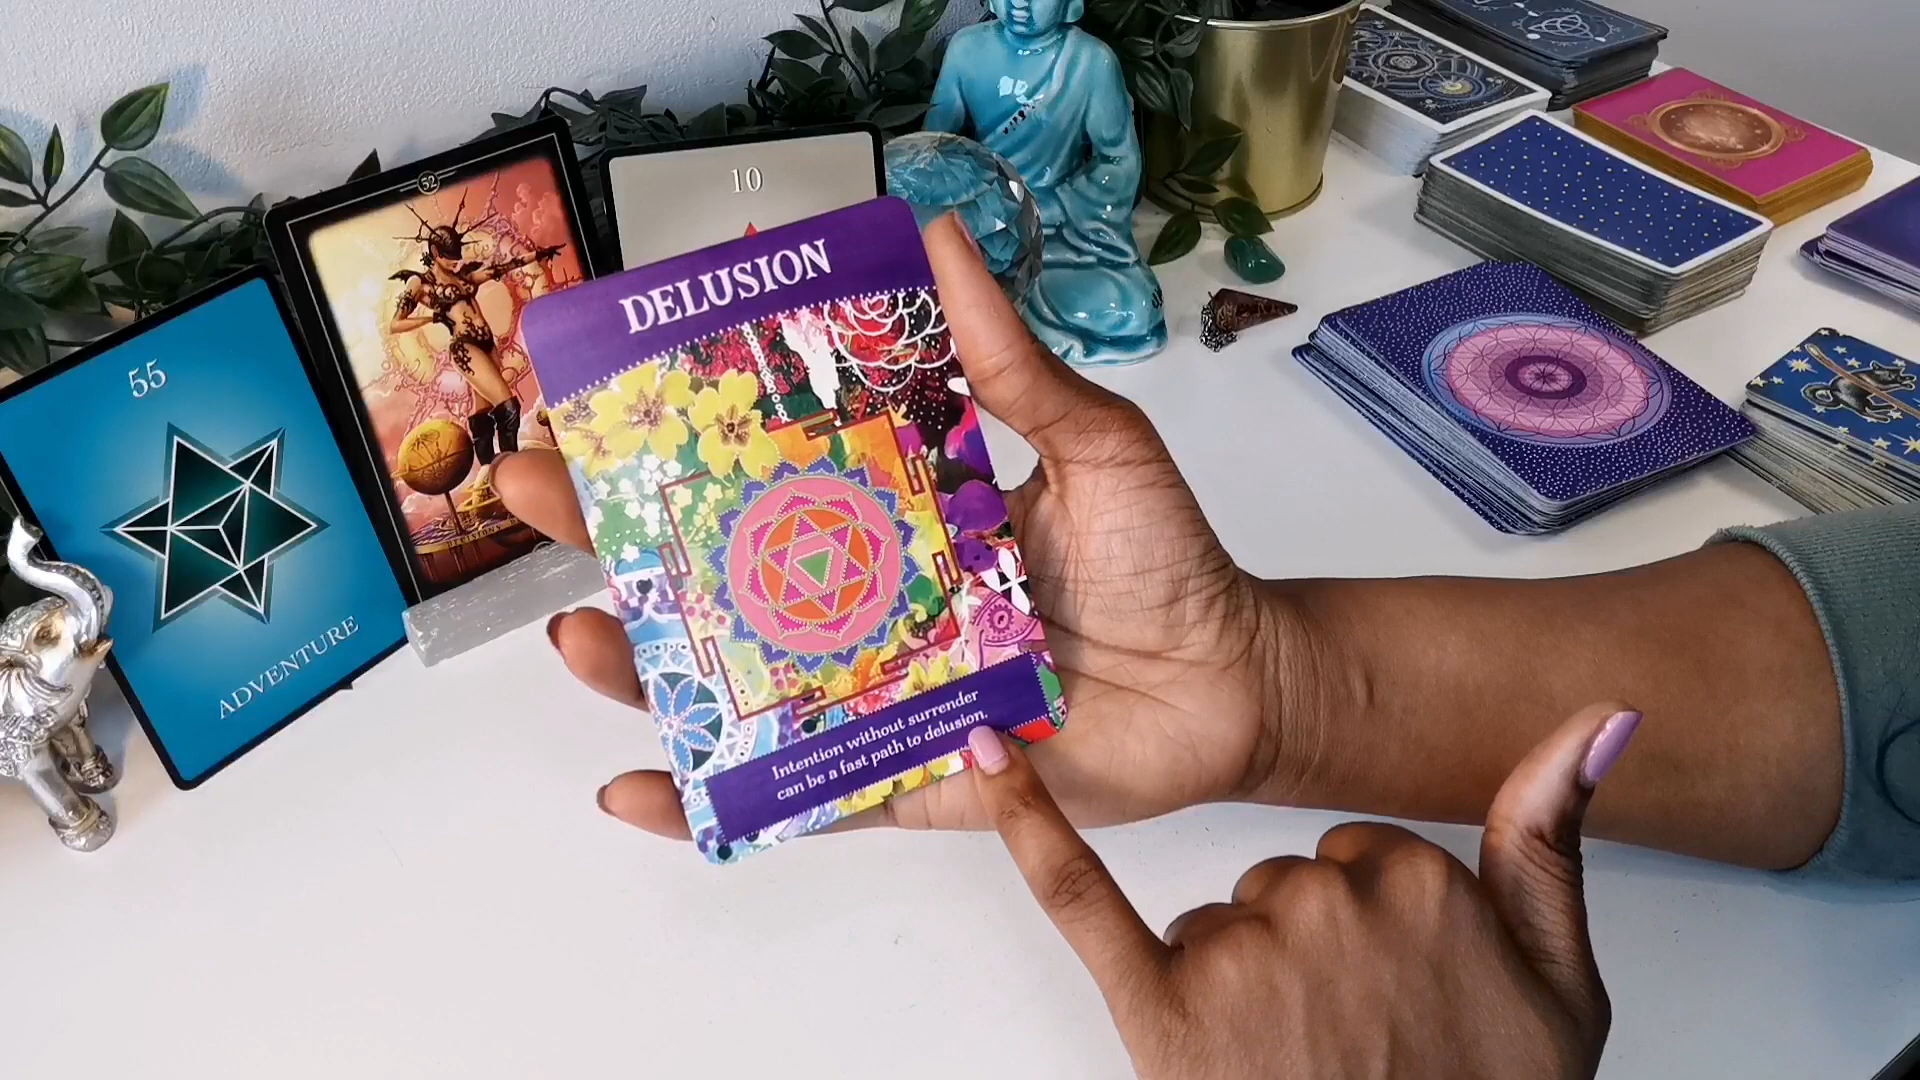 10
52
DELUSION
55
ADVENTURE
Intention without surrender
can be a fast path to delusion.